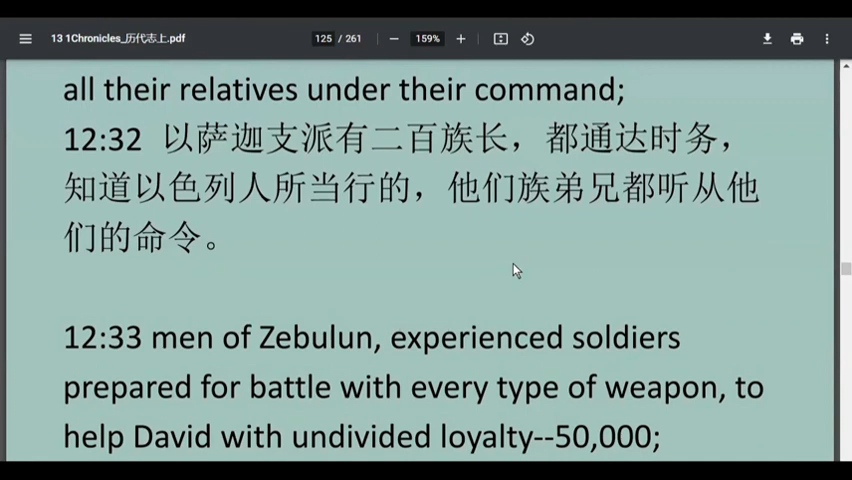 13 1Chronicles_历代志上.pdf
125 / 261
159%
all their relatives under their command;
12:32 以萨迦支派有二百族长，都通达时务，
知道以色列人所当行的，他们族弟兄都听从他
们的命令。
12:33 men of Zebulun, experienced soldiers
prepared for battle with every type of weapon, to
help David with undivided loyalty--50,000;